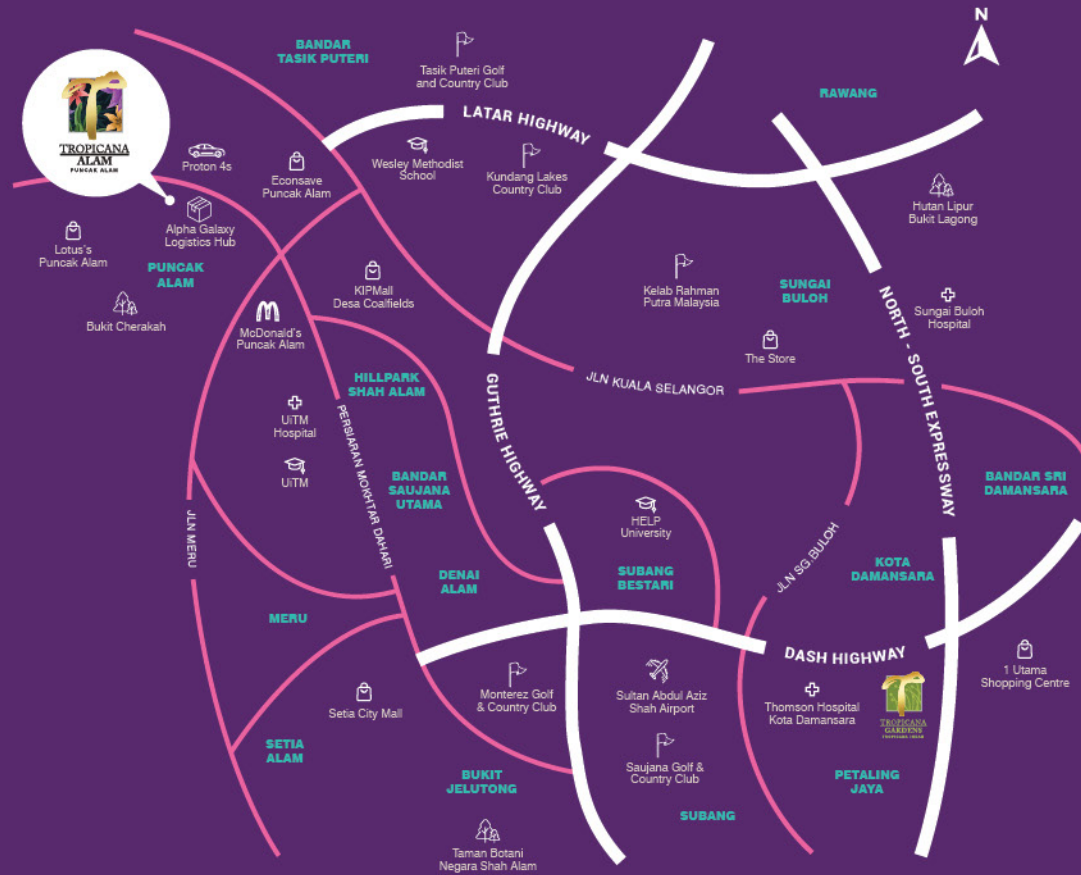 N
BANDAR
TASIK PUTERI
Tasik Puteri Golf
and Country Club
RAWANG
LATAR HIGHWAY
TROPICANA
ALAM
PUNCAK ALAM
Proton 4s
Econsave
Puncak Alam
Wesley Methodist
School
Kundang Lakes
Country Club
Hutan Lipur
Bukit Lagong
Alpha Galaxy
Logistics Hub
Lotus's
Puncak Alam
PUNCAK
ALAM
KIPMall
Desa Coalfields
Kelab Rahman
Putra Malaysia
SUNGAI
BULOH
Sungai Buloh
Hospital
Bukit Cherakah
McDonald's
Puncak Alam
The Store
NORTH - SOUTH EXPRESSWAY
GUTHRIE HIGHWAY
JLN KUALA SELANGOR
HILLPARK
SHAH ALAM
PERSIARAN MOKHTAR DAHARI
UiTM
Hospital
UiTM
BANDAR
SAUJANA
UTAMA
BANDAR SRI
DAMANSARA
HELP
University
JLN MERU
JLN SG.BULOH
DENAI
ALAM
SUBANG
BESTARI
KOTA
DAMANSARA
MERU
DASH HIGHWAY
1 Utama
Shopping Centre
Setia City Mall
Monterez Golf
& Country Club
Sultan Abdul Aziz
Shah Airport
Thomson Hospital
Kota Damansara
TROPICANA
GARDENS
TROPICANA INDAH
SETIA
ALAM
Saujana Golf &
Country Club
BUKIT
JELUTONG
PETALING
JAYA
SUBANG
Taman Botani
Negara Shah Alam